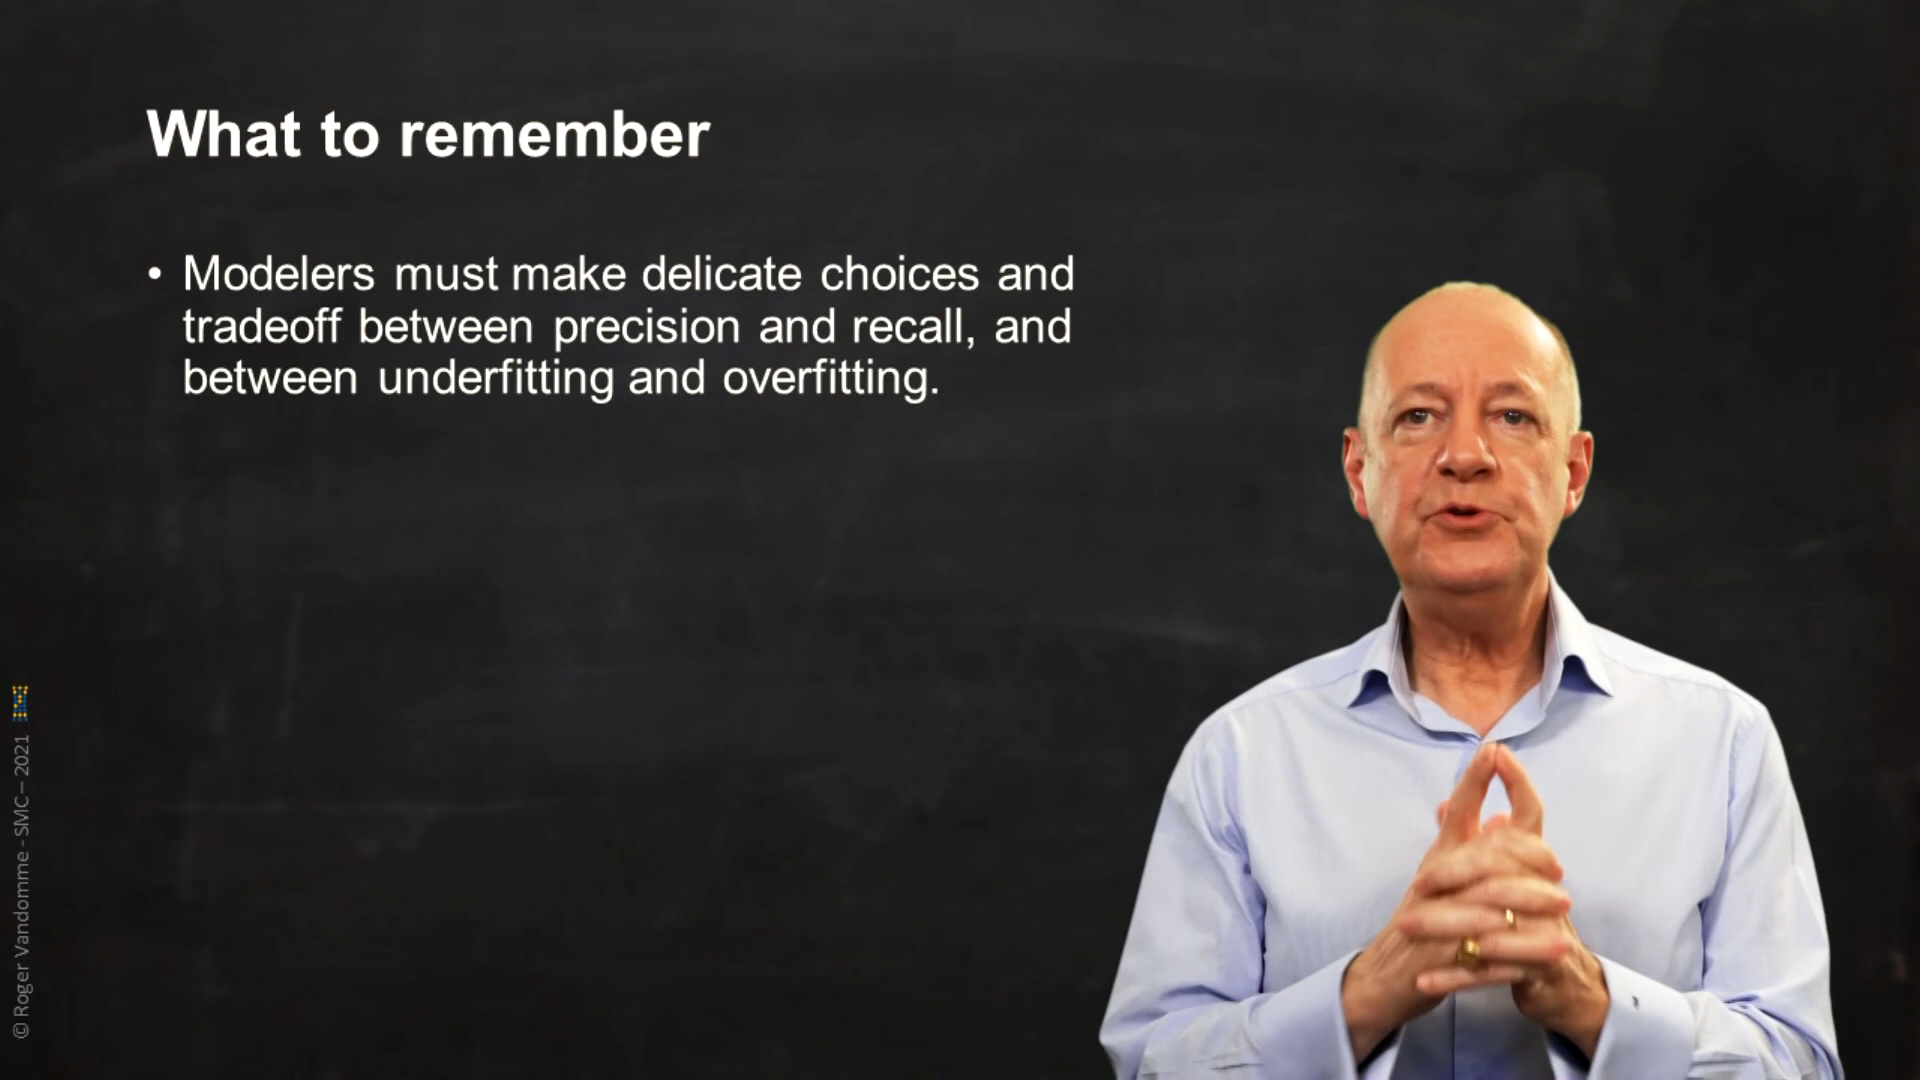 What to remember
• Modelers must make delicate choices and
tradeoff between precision and recall, and
between underfitting and overfitting.
© Roger Vandomme - SMC – 2021